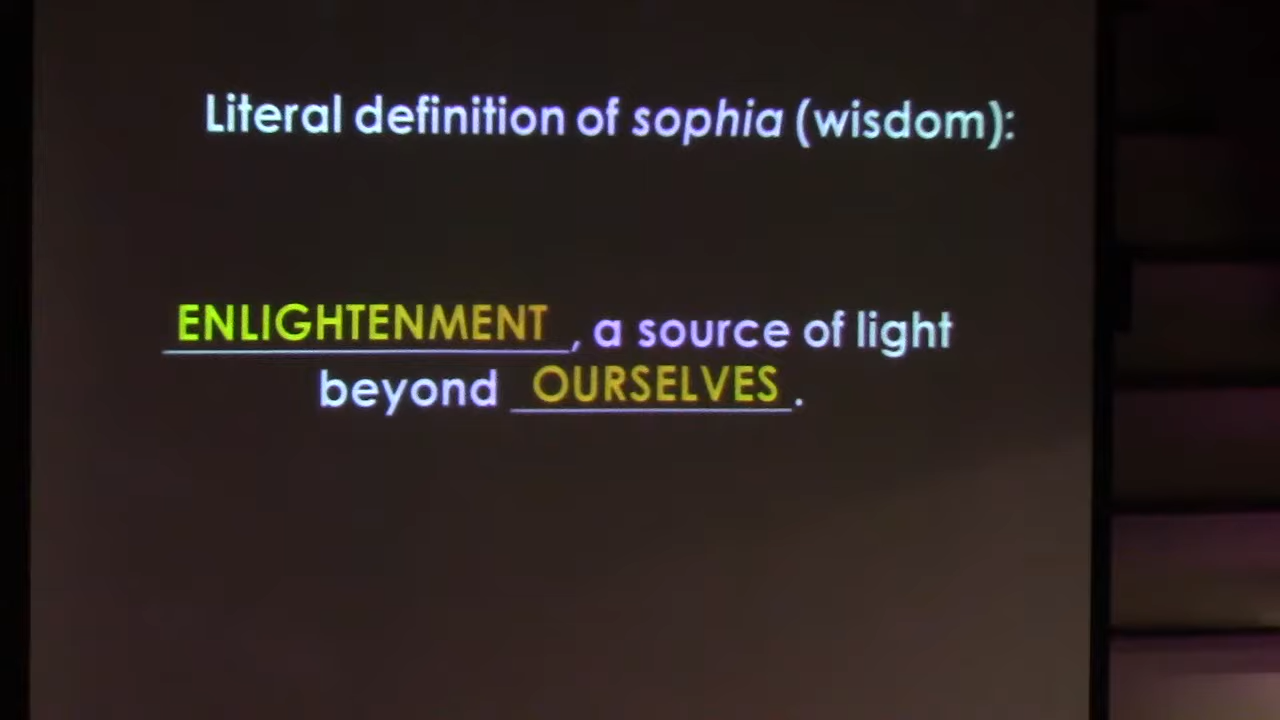 Literal definition of sophia (wisdom):
ENLIGHTENMENT, a source of light
beyond OURSELVES.